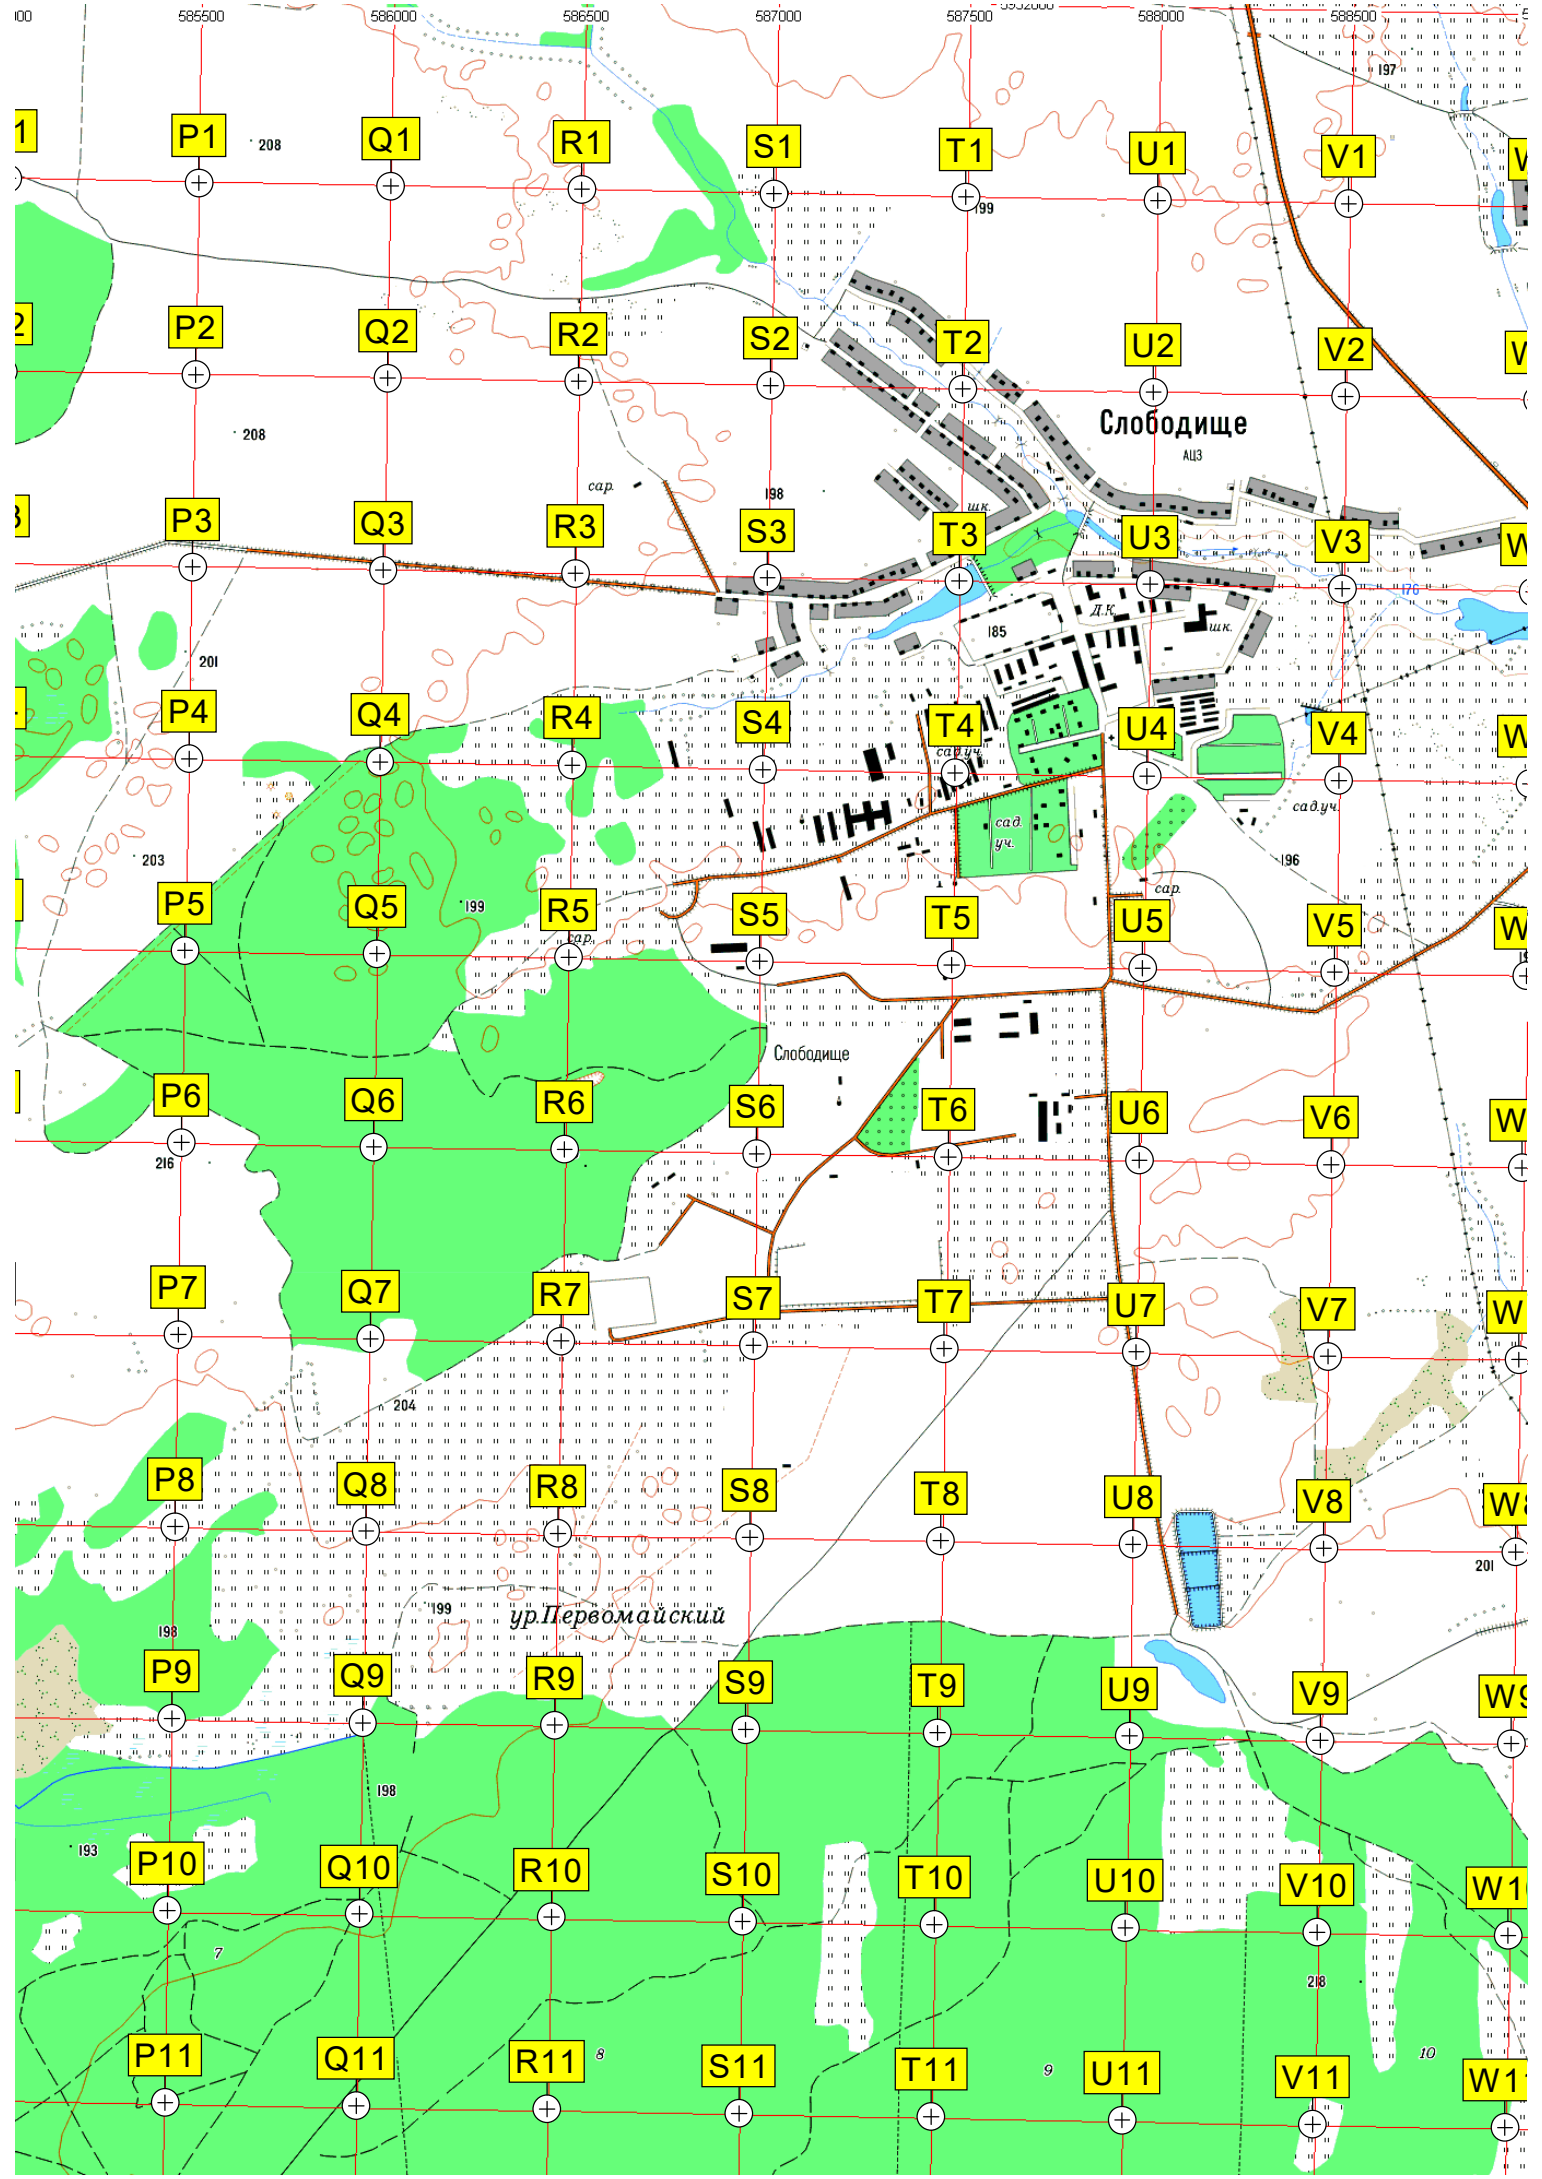 585500 586000 586500 587000 587500 588000 588500
197
P1 208 Q1 R1 S1 T1 U1 V1
199
P2 Q2 R2 S2 T2 U2 V2
208
Слободище
АЦЗ
сар. 198
шк.
P3 Q3 R3 S3 T3 U3 V3
176
Д.К.
185 шк.
201
P4 Q4 R4 S4 T4 U4 V4
сад.уч.
сад.уч.
сад.
уч.
203 196
сар.
P5 Q5 199 R5 S5 T5 U5 V5
сар.
Слободище
P6 Q6 R6 S6 T6 U6 V6
216
P7 Q7 R7 S7 T7 U7 V7
204
P8 Q8 R8 S8 T8 U8 V8
201
199
ур.Первомайский
198
P9 Q9 R9 S9 T9 U9 V9 W9
198
193
P10 Q10 R10 S10 T10 U10 V10
7
218
8 9 10
P11 Q11 R11 S11 T11 U11 V11